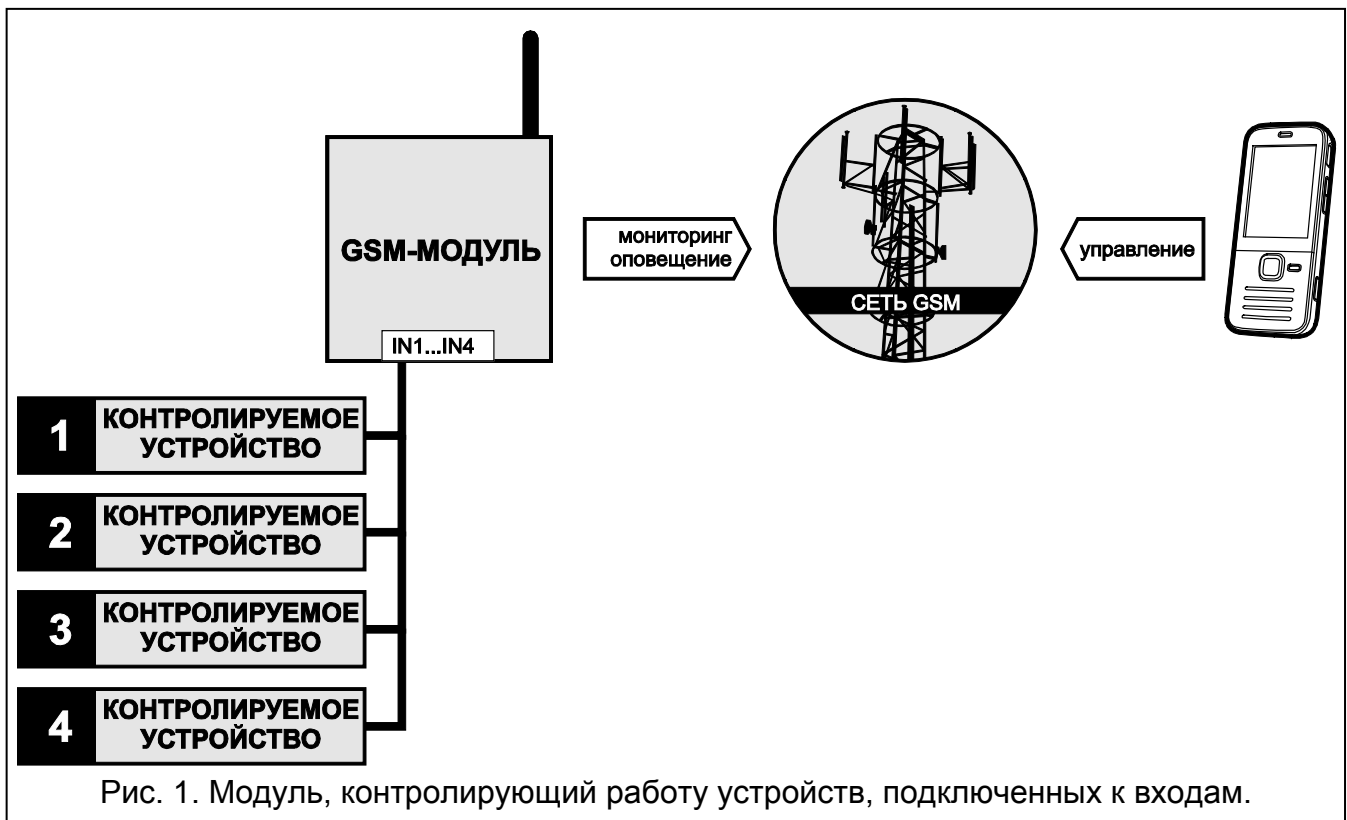 GSM-МОДУЛЬ
IN1...IN4
мониторинг
оповещение
СЕТЬ GSM
управление
1
КОНТРОЛИРУЕМОЕ
УСТРОЙСТВО
2
КОНТРОЛИРУЕМОЕ
УСТРОЙСТВО
3
КОНТРОЛИРУЕМОЕ
УСТРОЙСТВО
4
КОНТРОЛИРУЕМОЕ
УСТРОЙСТВО
Рис. 1. Модуль, контролирующий работу устройств, подключенных к входам.